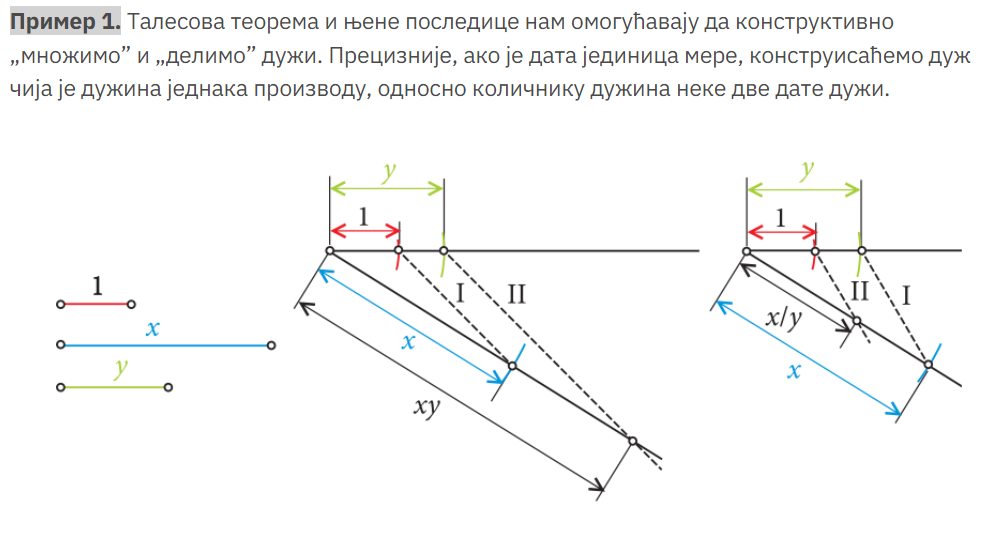 Пример 1. Талесова теорема и њене последице нам омогућавају да конструктивно
„множимо” и „делимо” дужи. Прецизније, ако је дата јединица мере, конструисаћемо дуж
чија је дужина једнака производу, односно количнику дужина неке две дате дужи.
1
x
y
y
1
I
II
x
xy
y
1
II
I
x/y
x